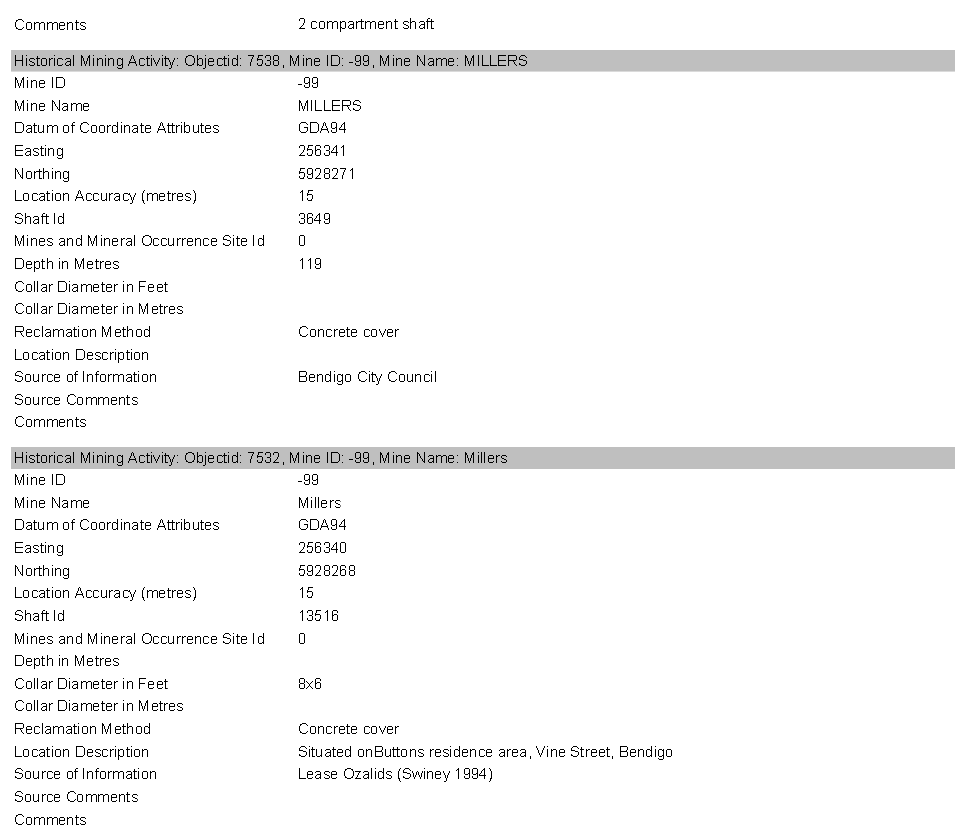 Comments 2 compartment shaft
Historical Mining Activity: Objectid: 7538, Mine ID: -99, Mine Name: MILLERS
Mine ID -99
Mine Name MILLERS
Datum of Coordinate Attributes GDA94
Easting 256341
Northing 5928271
Location Accuracy (metres) 15
Shaft Id 3649
Mines and Mineral Occurrence Site Id 0
Depth in Metres 119
Collar Diameter in Feet
Collar Diameter in Metres
Reclamation Method Concrete cover
Location Description
Source of Information Bendigo City Council
Source Comments
Comments
Historical Mining Activity: Objectid: 7532, Mine ID: -99, Mine Name: Millers
Mine ID -99
Mine Name Millers
Datum of Coordinate Attributes GDA94
Easting 256340
Northing 5928268
Location Accuracy (metres) 15
Shaft Id 13516
Mines and Mineral Occurrence Site Id 0
Depth in Metres
Collar Diameter in Feet 8x6
Collar Diameter in Metres
Reclamation Method Concrete cover
Location Description Situated onButtons residence area, Vine Street, Bendigo
Source of Information Lease Ozalids (Swiney 1994)
Source Comments
Comments